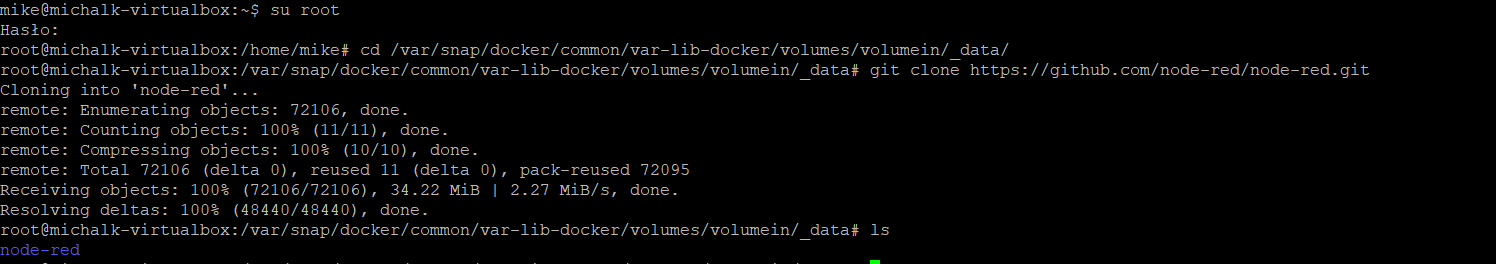 mike@michalk-virtualbox:~$ su root
Hasło:
root@michalk-virtualbox:/home/mike# cd /var/snap/docker/common/var-lib-docker/volumes/volumein/_data/
root@michalk-virtualbox:/var/snap/docker/common/var-lib-docker/volumes/volumein/_data# git clone https://github.com/node-red/node-red.git
Cloning into 'node-red'...
remote: Enumerating objects: 72106, done.
remote: Counting objects: 100% (11/11), done.
remote: Compressing objects: 100% (10/10), done.
remote: Total 72106 (delta 0), reused 11 (delta 0), pack-reused 72095
Receiving objects: 100% (72106/72106), 34.22 MiB | 2.27 MiB/s, done.
Resolving deltas: 100% (48440/48440), done.
root@michalk-virtualbox:/var/snap/docker/common/var-lib-docker/volumes/volumein/_data# ls
node-red